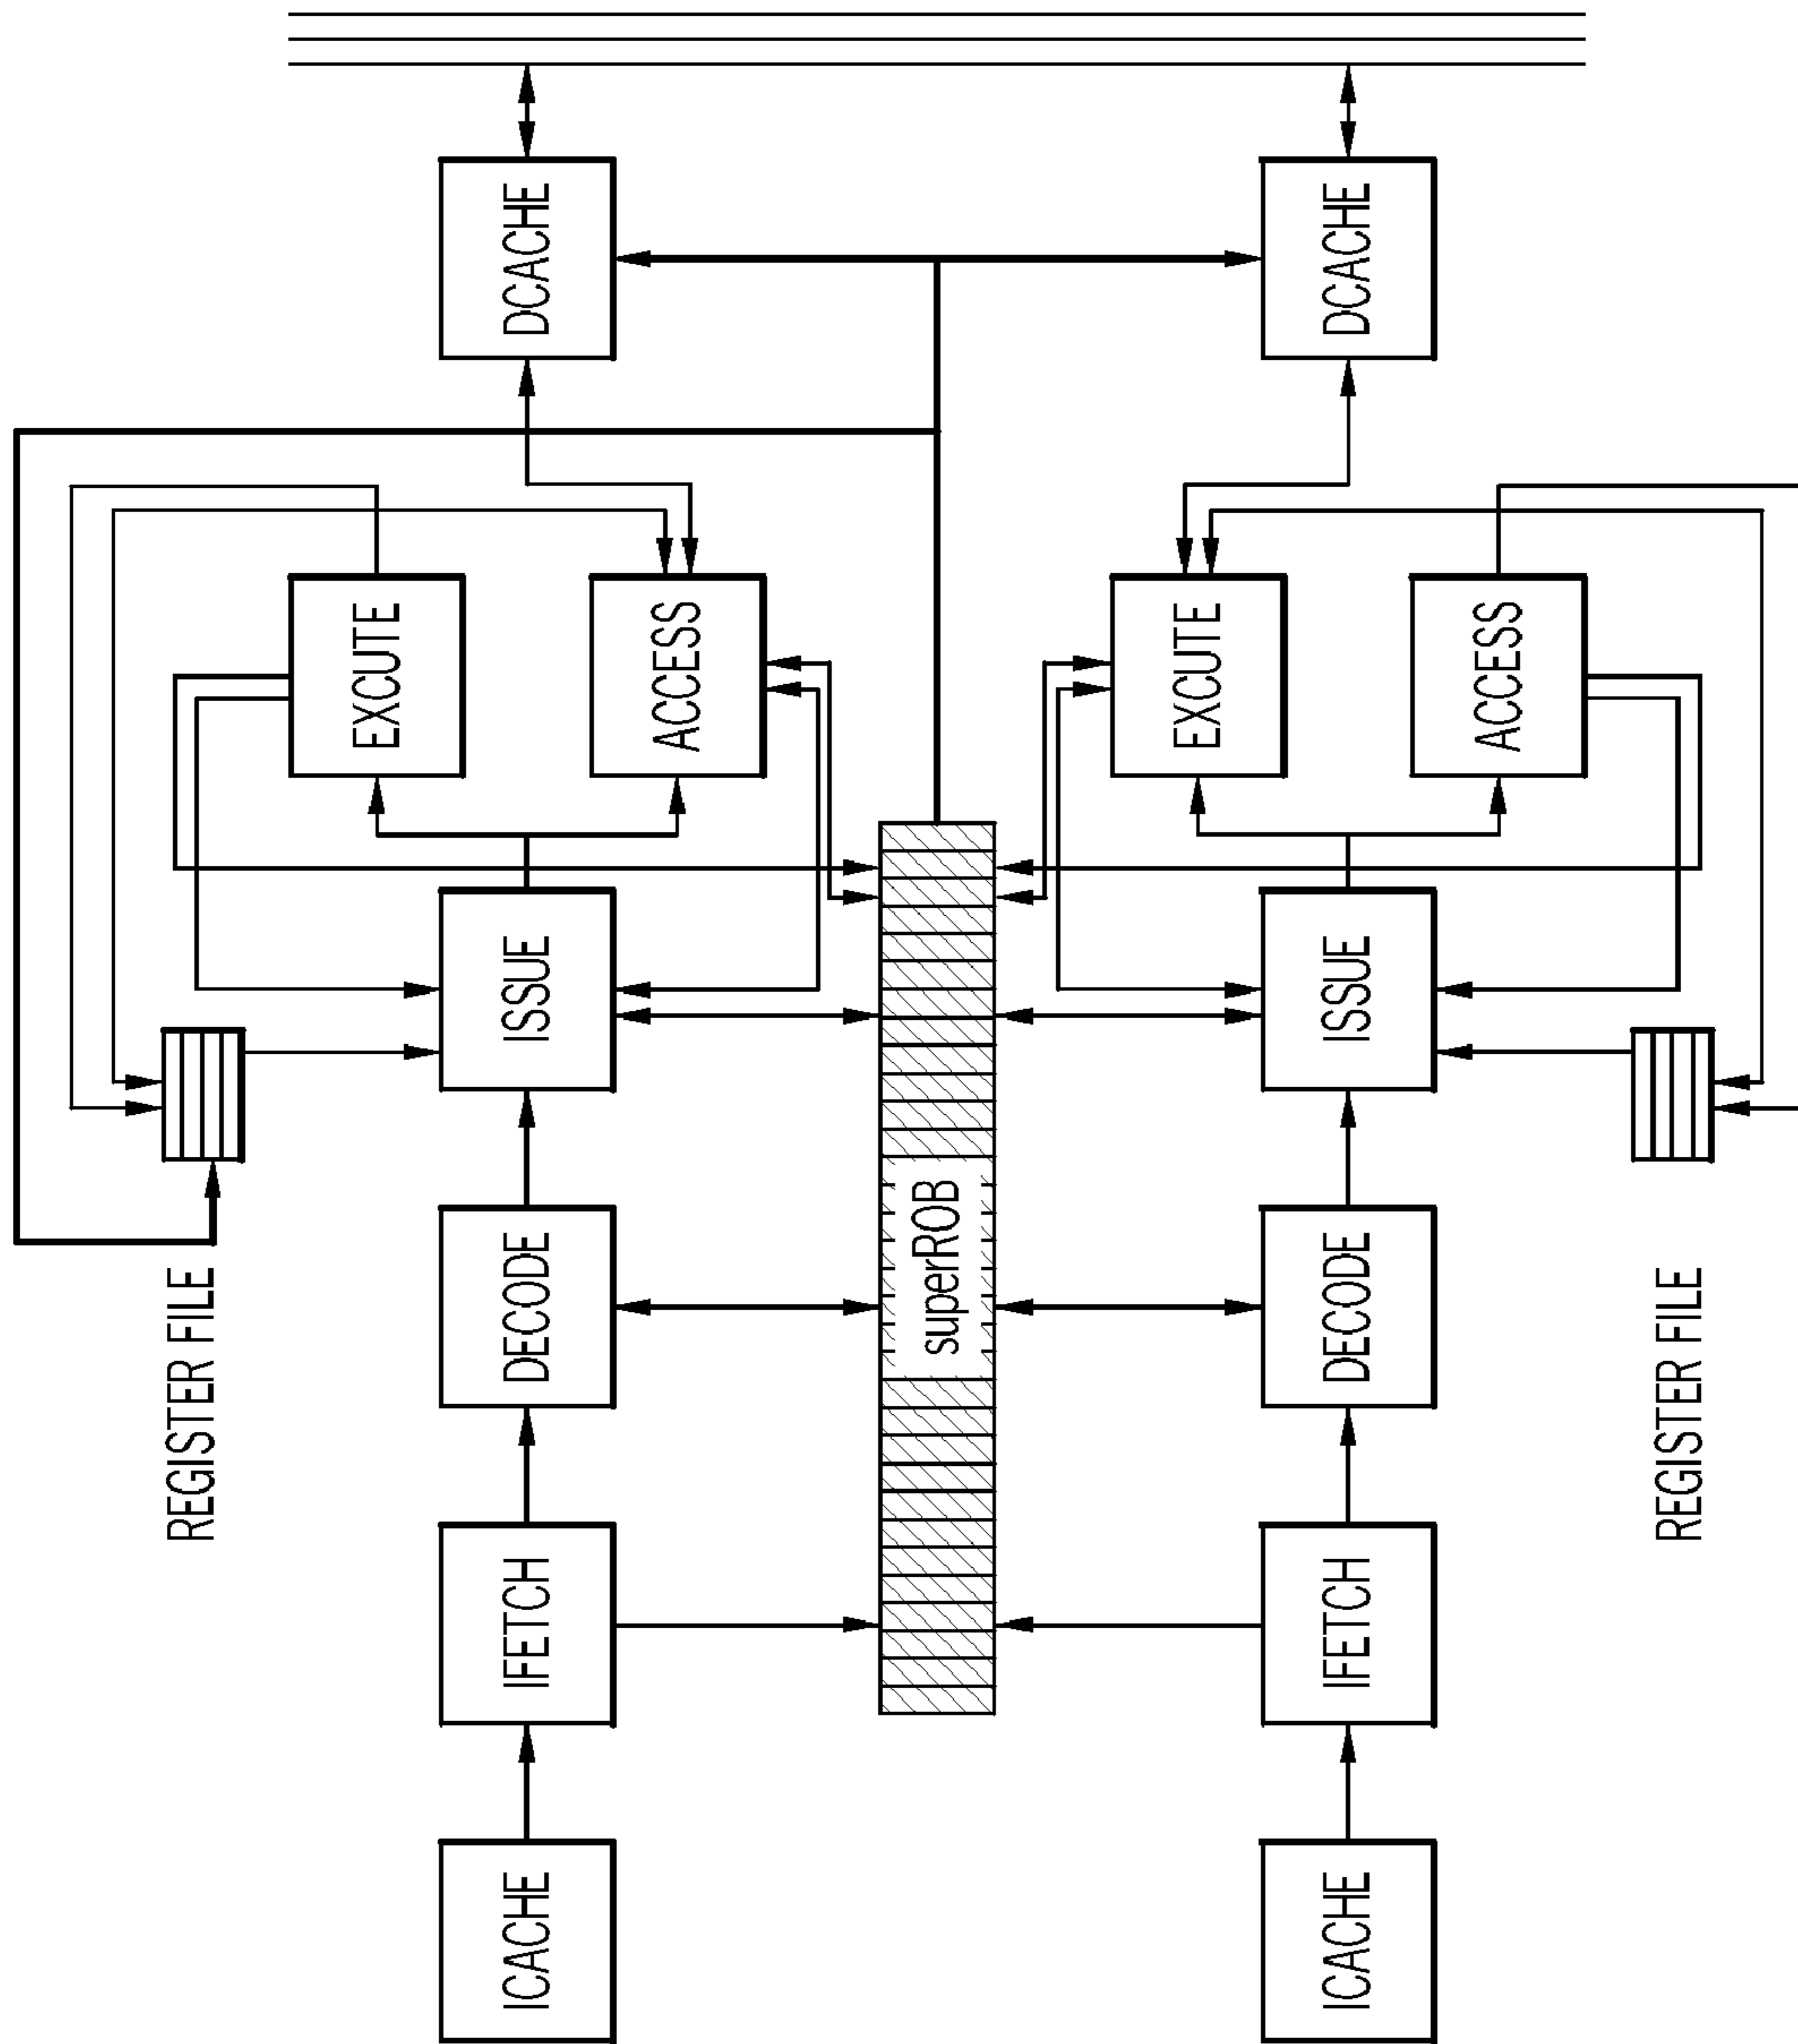 REGISTER FILE
EXCUTE
ICACHE
IFETCH
DECODE
ISSUE
DCACHE
ACCESS
superROB
EXCUTE
ICACHE
IFETCH
DECODE
ISSUE
DCACHE
ACCESS
REGISTER FILE